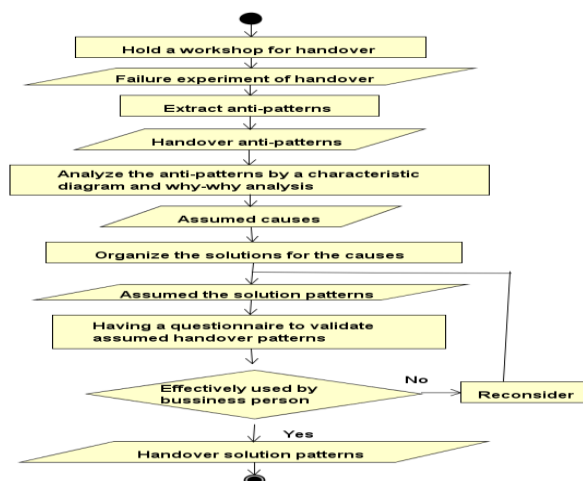 Hold a workshop for handover
Failure experiment of handover
Extract anti-patterns
Handover anti-patterns
Analyze the anti-patterns by a characteristic
diagram and why-why analysis
Assumed causes
Organize the solutions for the causes
Assumed the solution patterns
Having a questionnaire to validate
assumed handover patterns
Effectively used by
bussiness person
No
Reconsider
Yes
Handover solution patterns